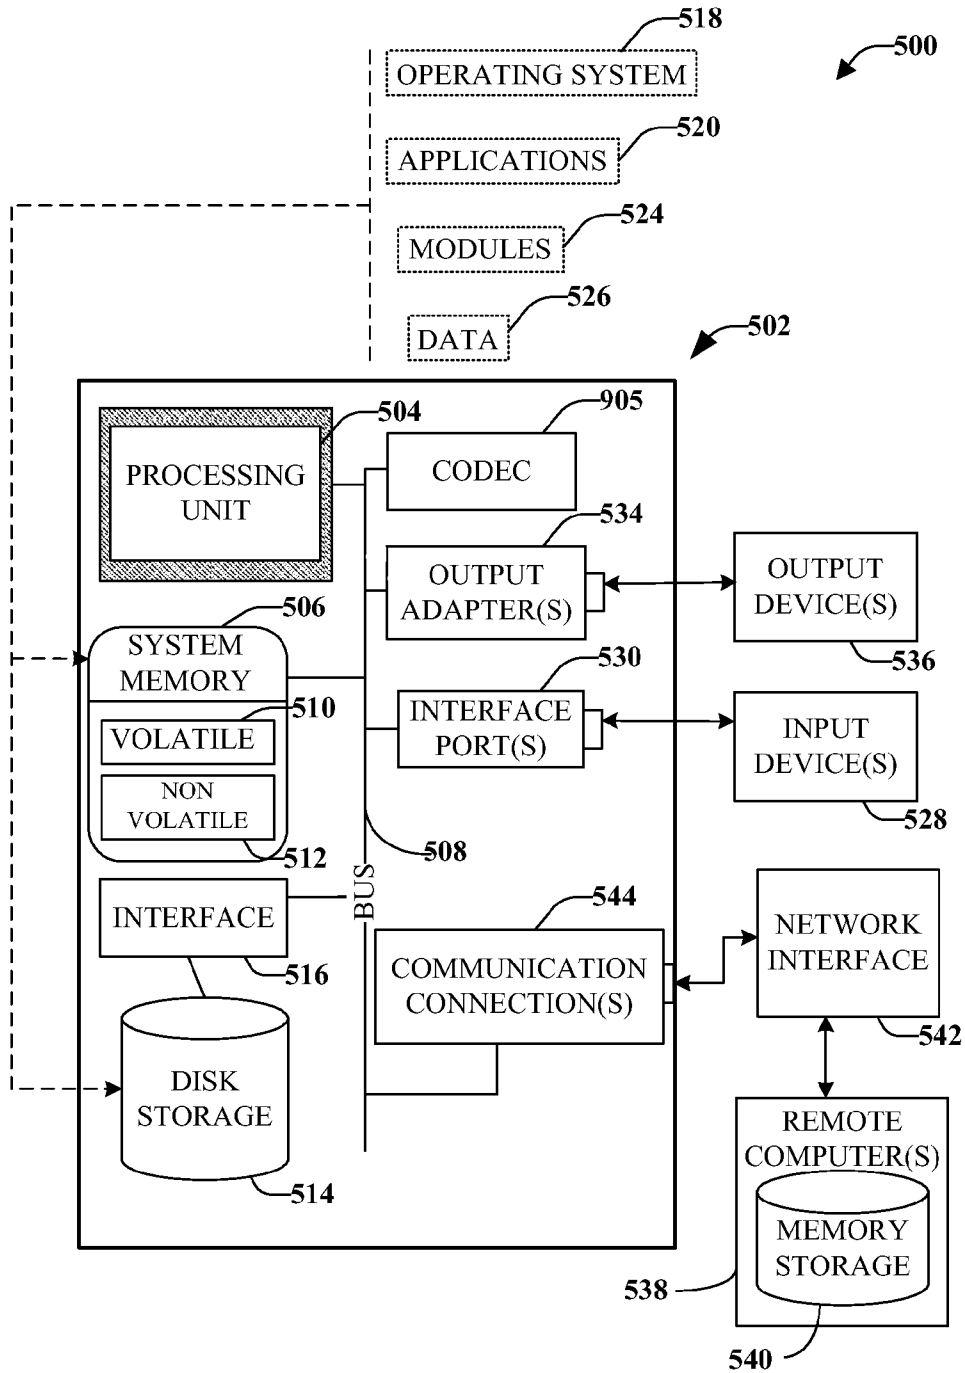 518
500
OPERATING SYSTEM
520
APPLICATIONS
524
MODULES
526
502
DATA
504
905
PROCESSING
UNIT
CODEC
534
OUTPUT
ADAPTER(S)
OUTPUT
DEVICE(S)
536
506
SYSTEM
MEMORY
530
510
INTERFACE
PORT(S)
INPUT
DEVICE(S)
VOLATILE
NON
VOLATILE
528
512
508
BUS
INTERFACE
516
544
COMMUNICATION
CONNECTION(S)
NETWORK
INTERFACE
542
DISK
STORAGE
514
REMOTE
COMPUTER(S)
MEMORY
STORAGE
538
540